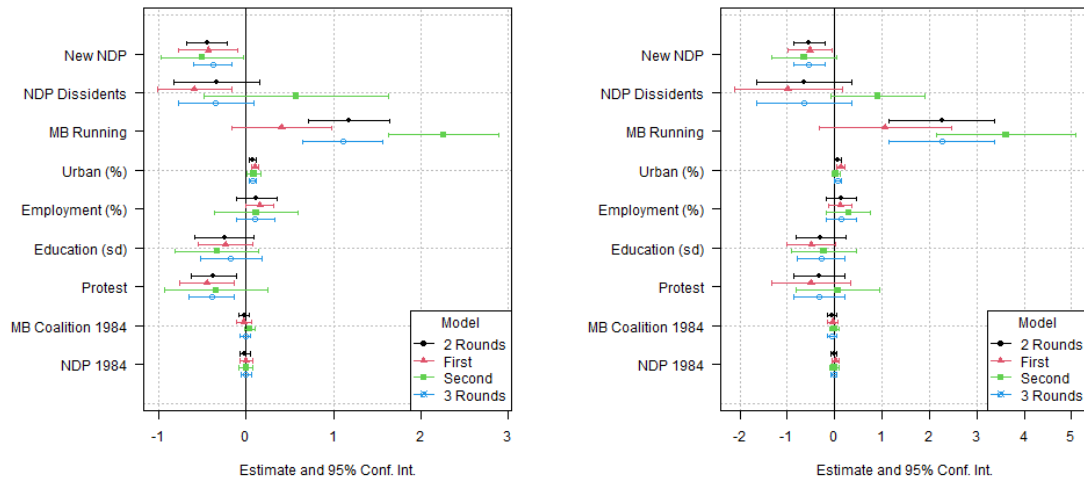 New NDP
NDP Dissidents
MB Running
Urban (%)
Employment (%)
Education (sd)
Protest
MB Coalition 1984
NDP 1984
Model
2 Rounds
First
Second
3 Rounds
-1 0 1 2 3
Estimate and 95% Conf. Int.
New NDP
NDP Dissidents
MB Running
Urban (%)
Employment (%)
Education (sd)
Protest
MB Coalition 1984
NDP 1984
Model
2 Rounds
First
Second
3 Rounds
-2 -1 0 1 2 3 4 5
Estimate and 95% Conf. Int.